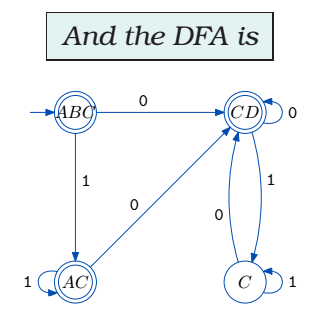 And the DFA is
ABC 0 CD 0
1 0 0 1
1 AC C 1